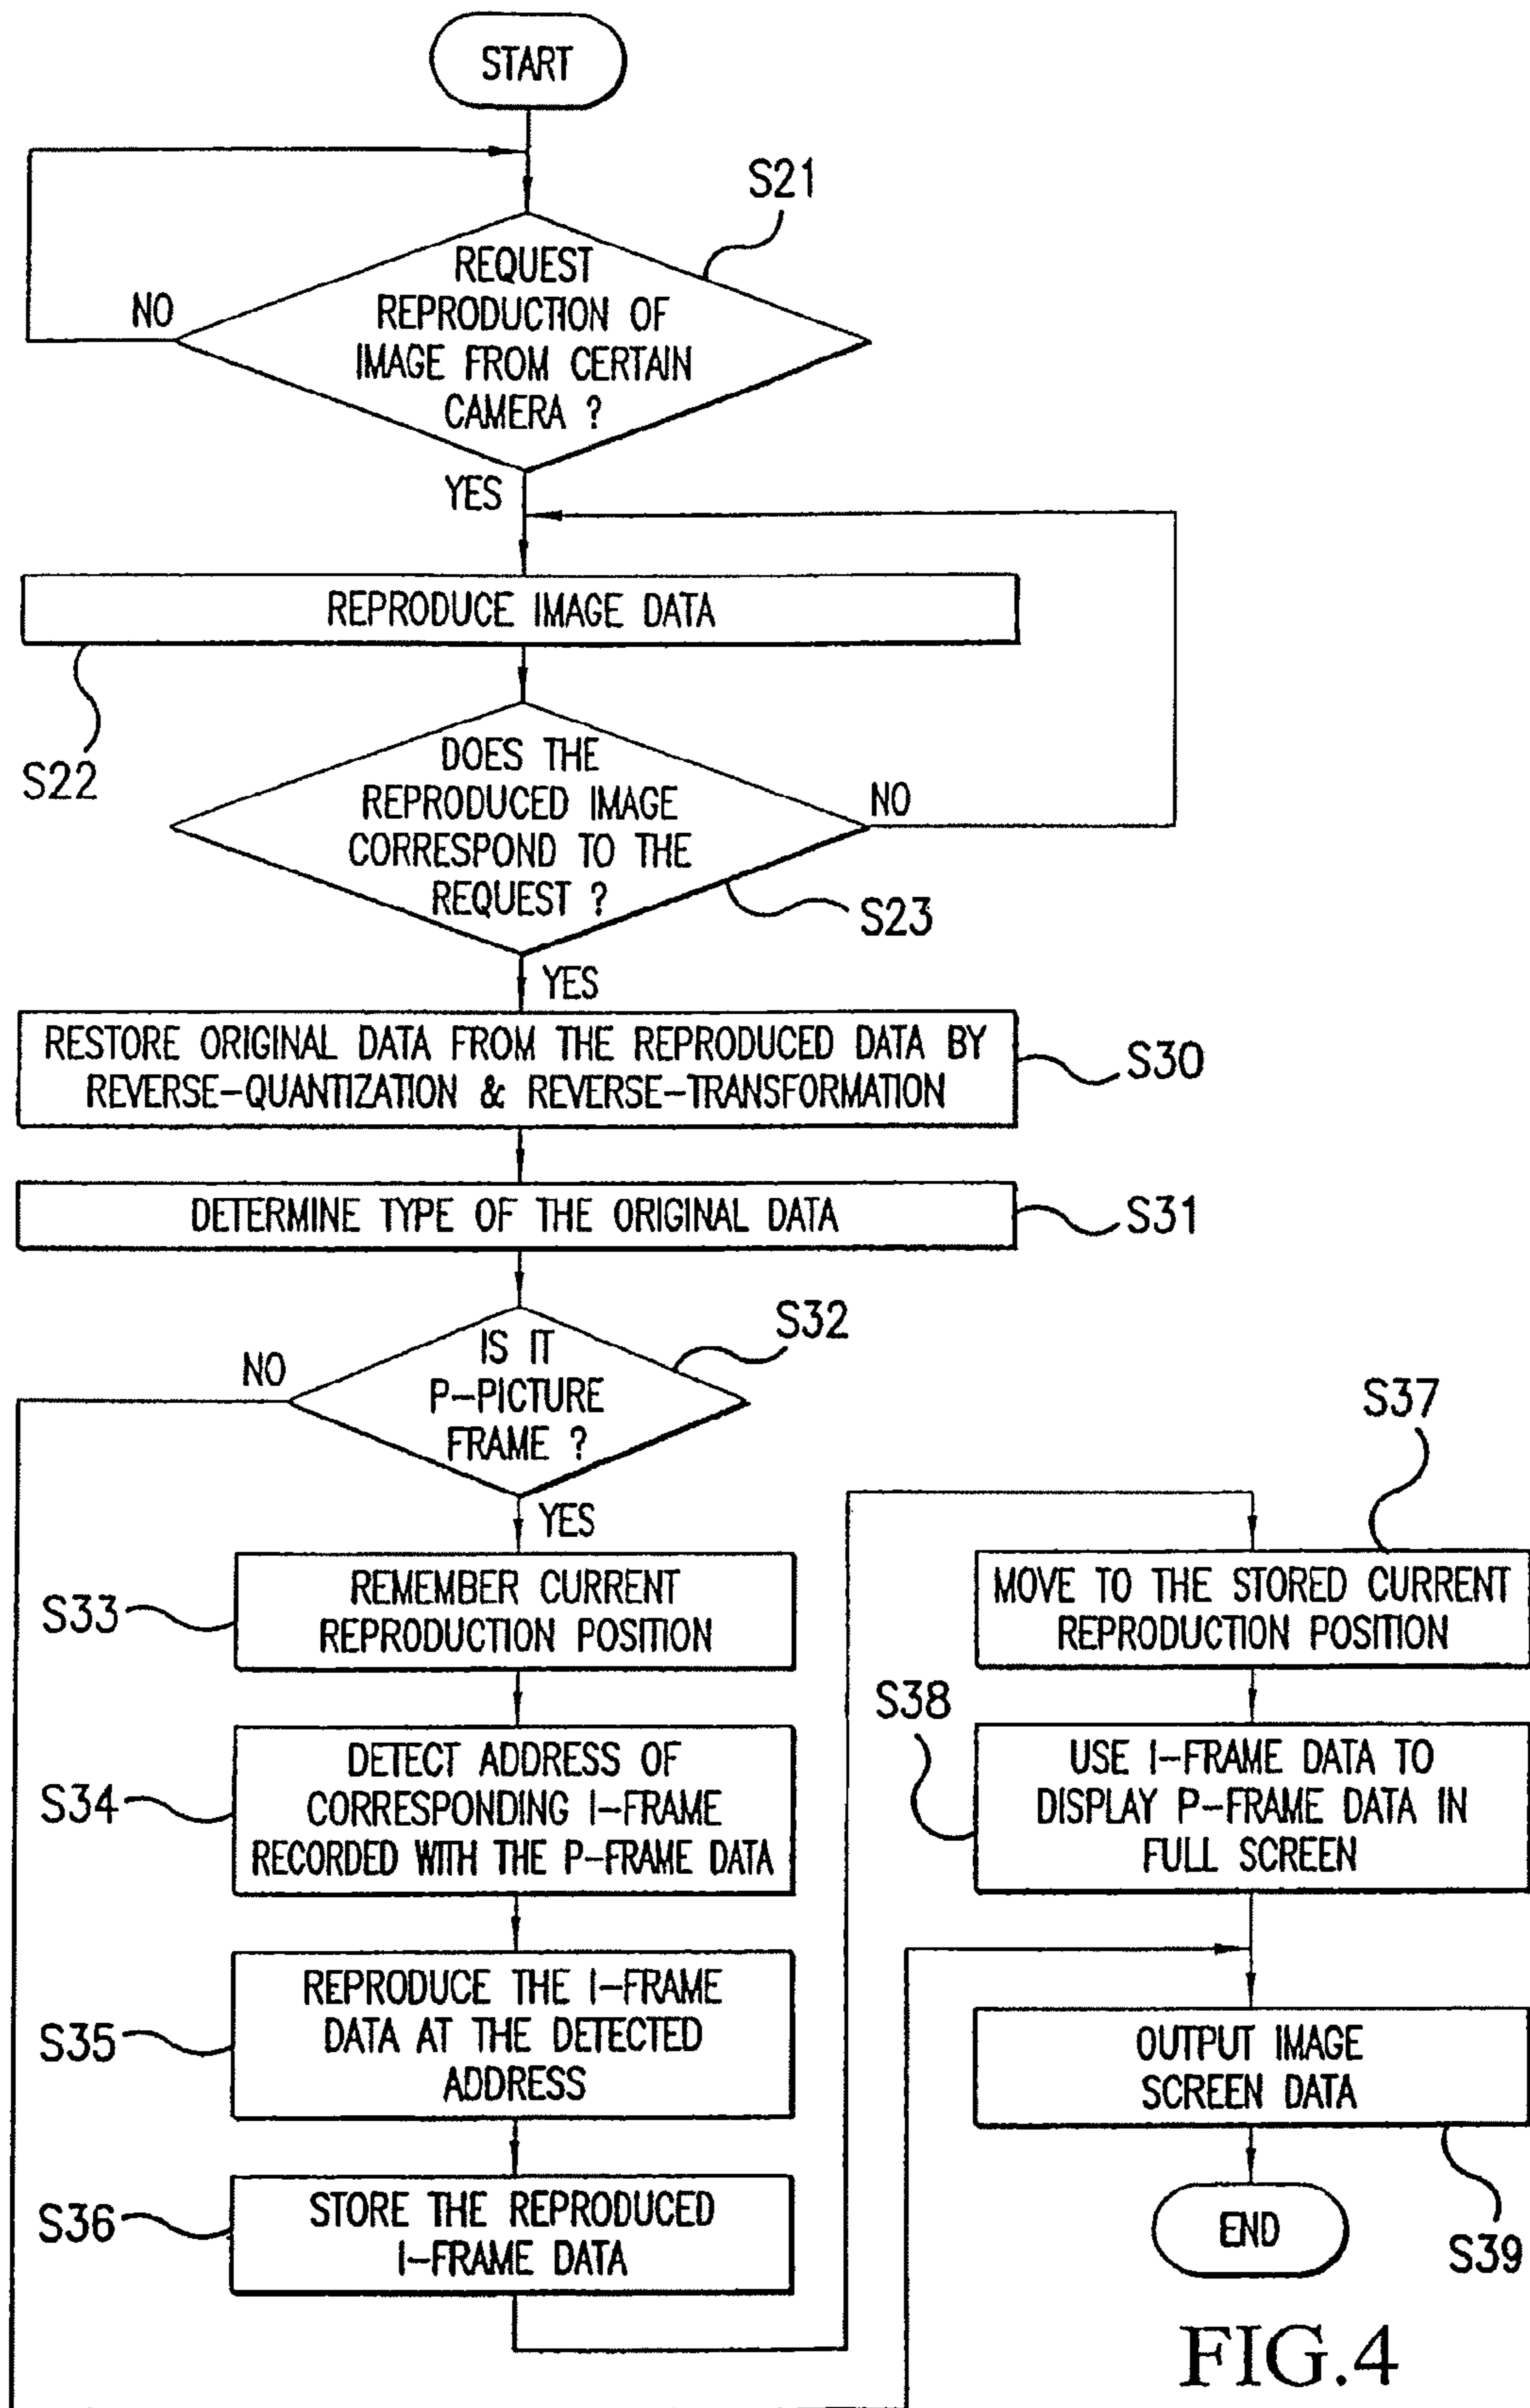 START
S21
REQUEST
REPRODUCTION OF
IMAGE FROM CERTAIN
CAMERA ?
NO
YES
REPRODUCE IMAGE DATA
S22
DOES THE
REPRODUCED IMAGE
CORRESPOND TO THE
REQUEST ?
NO
S23
YES
RESTORE ORIGINAL DATA FROM THE REPRODUCED DATA BY
REVERSE-QUANTIZATION & REVERSE-TRANSFORMATION
S30
DETERMINE TYPE OF THE ORIGINAL DATA
S31
IS IT
P-PICTURE
FRAME ?
S32
NO
YES
REMEMBER CURRENT
REPRODUCTION POSITION
S33
DETECT ADDRESS OF
CORRESPONDING I-FRAME
RECORDED WITH THE P-FRAME DATA
S34
REPRODUCE THE I-FRAME
DATA AT THE DETECTED
ADDRESS
S35
STORE THE REPRODUCED
I-FRAME DATA
S36
S37
MOVE TO THE STORED CURRENT
REPRODUCTION POSITION
S38
USE I-FRAME DATA TO
DISPLAY P-FRAME DATA IN
FULL SCREEN
OUTPUT IMAGE
SCREEN DATA
END
S39
FIG.4